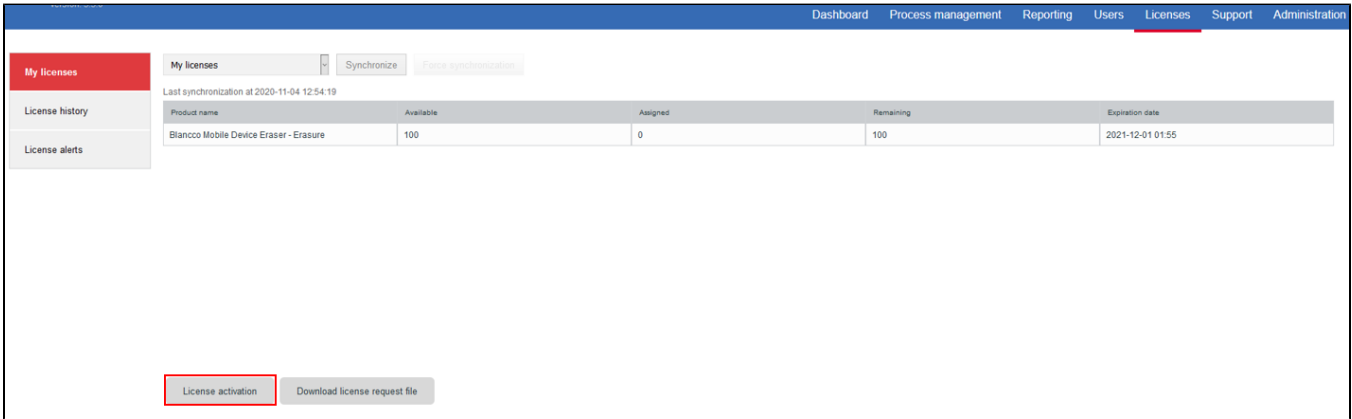 Dashboard Process management Reporting Users Licenses Support Administration
My licenses
License history
License alerts
My licenses Synchronize Force synchronization
Last synchronization at 2020-11-04 12:54:19
Product name Available Assigned Remaining Expiration date
Blancco Mobile Device Eraser - Erasure 100 0 100 2021-12-01 01:55
License activation Download license request file